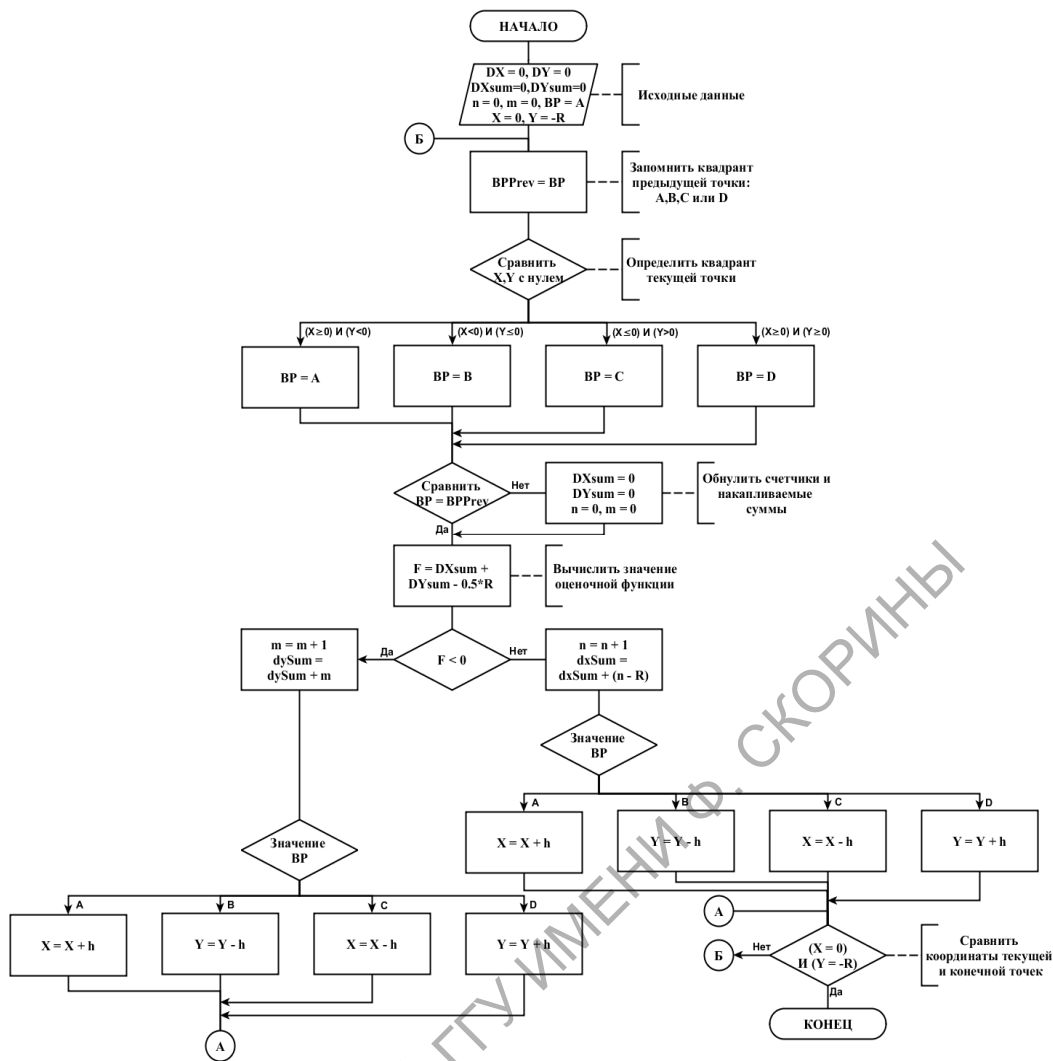 НАЧАЛО
DX = 0, DY = 0
DXsum=0,DYsum=0
n = 0, m = 0, BP = A
X = 0, Y = -R
Исходные данные
Б
BPPrev = BP
Запомнить квадрант
предыдущей точки:
A,B,C или D
Сравнить
X,Y с нулем
Определить квадрант
текущей точки
(X≥0) И (Y<0)
(X<0) И (Y≤0)
(X≤0) И (Y>0)
(X≥0) И (Y≥0)
BP = A
BP = B
BP = C
BP = D
Сравнить
BP = BPPrev
Нет
DXsum = 0
DYsum = 0
n = 0, m = 0
Обнулить счетчики и
накапливаемые
суммы
Да
F = DXsum +
DYsum - 0.5*R
Вычислить значение
оценочной функции
m = m + 1
dySum =
dySum + m
Да
F < 0
Нет
n = n + 1
dxSum =
dxSum + (n - R)
Значение
BP
A
B
C
D
X = X + h
Y = Y - h
X = X - h
Y = Y + h
Значение
BP
A
B
C
D
X = X + h
Y = Y - h
X = X - h
Y = Y + h
А
А
Б
Нет
(X = 0)
И (Y = -R)
Сравнить
координаты текущей
и конечной точек
Да
КОНЕЦ
ГГУ ИМЕНИ Ф. СКОРИНЫ